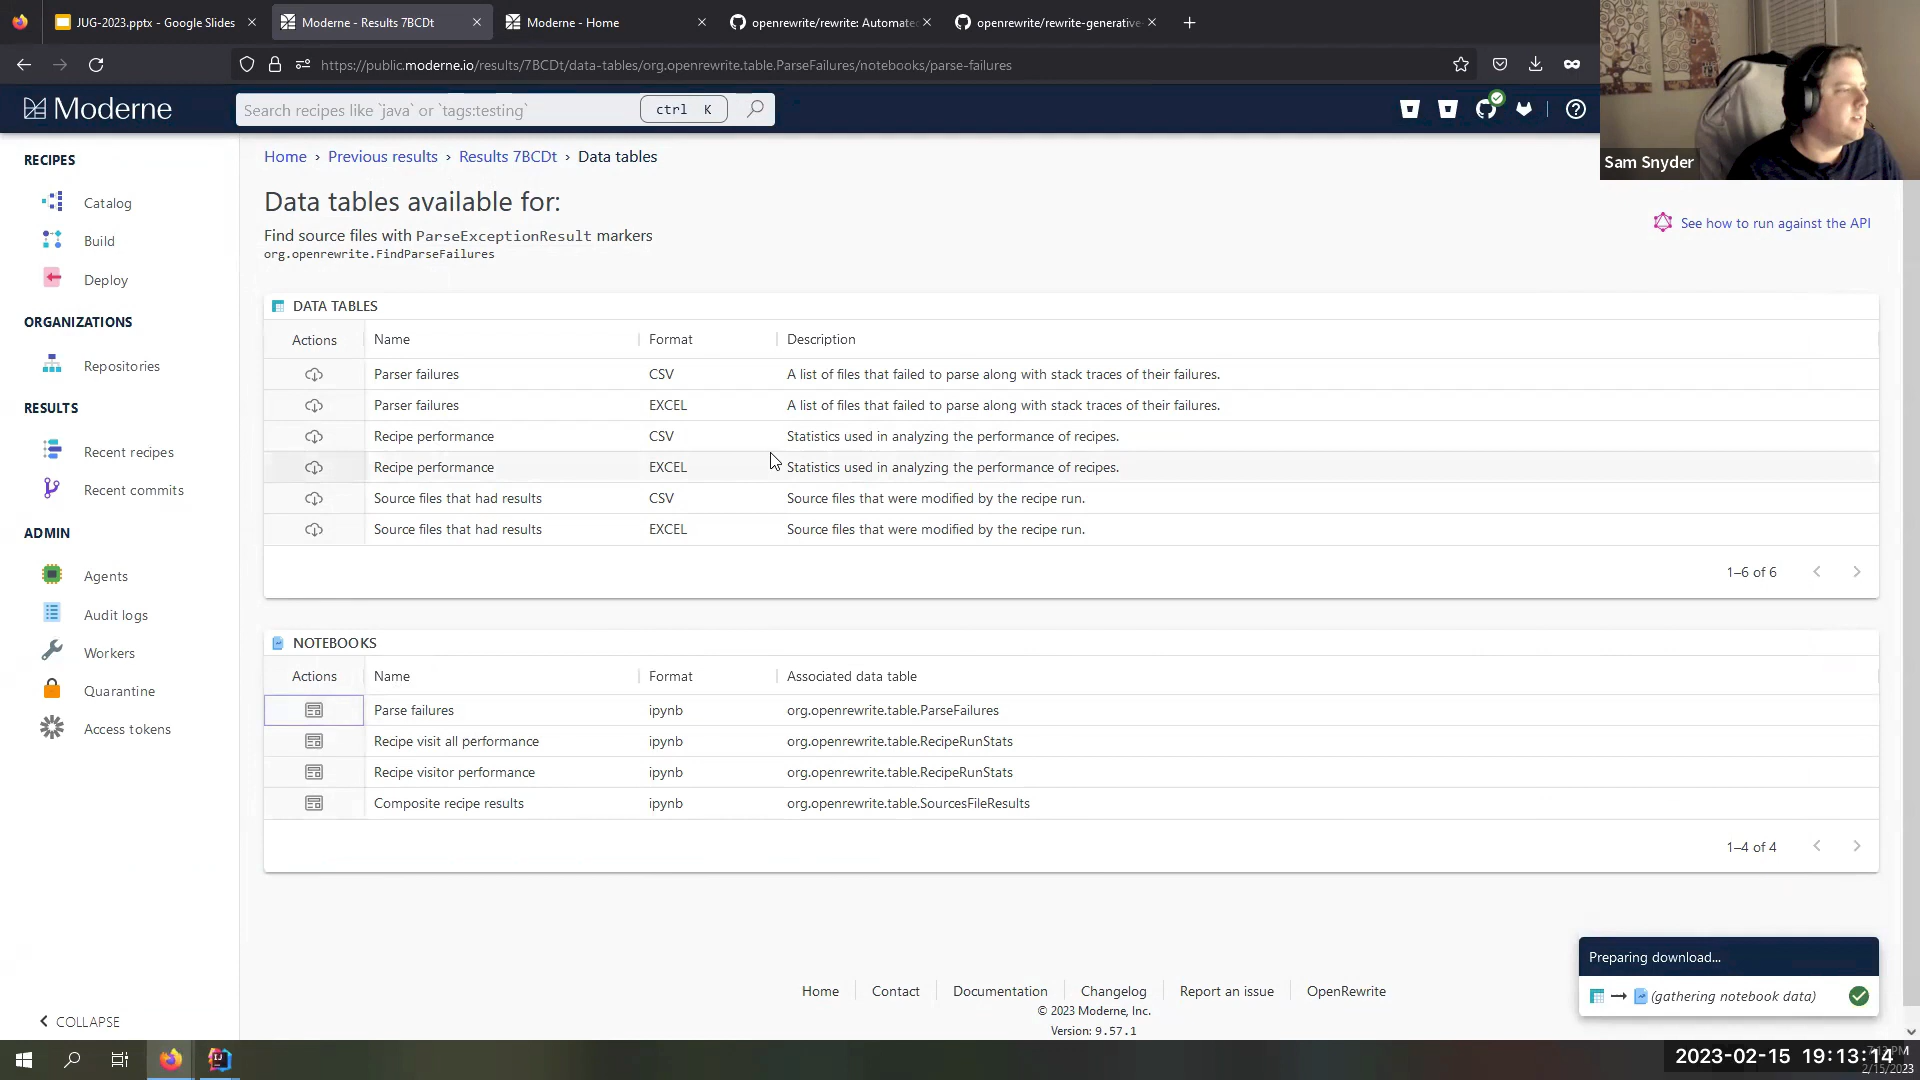 JUG-2023.pptx - Google Slides
Moderne - Results 7BCDt
Moderne - Home
openrewrite/rewrite: Automate
openrewrite/rewrite-generative-
https://public.moderne.io/results/7BCDt/data-tables/org.openrewrite.table.ParseFailures/notebooks/parse-failures
Moderne
Search recipes like `java` or `tags:testing`
ctrl K
Sam Snyder
RECIPES
Catalog
Build
Deploy
ORGANIZATIONS
Repositories
RESULTS
Recent recipes
Recent commits
ADMIN
Agents
Audit logs
Workers
Quarantine
Access tokens
COLLAPSE
Home › Previous results › Results 7BCDt › Data tables
Data tables available for:
Find source files with ParseExceptionResult markers
org.openrewrite.FindParseFailures
See how to run against the API
DATA TABLES
Actions Name Format Description
Parser failures CSV A list of files that failed to parse along with stack traces of their failures.
Parser failures EXCEL A list of files that failed to parse along with stack traces of their failures.
Recipe performance CSV Statistics used in analyzing the performance of recipes.
Recipe performance EXCEL Statistics used in analyzing the performance of recipes.
Source files that had results CSV Source files that were modified by the recipe run.
Source files that had results EXCEL Source files that were modified by the recipe run.
1–6 of 6
NOTEBOOKS
Actions Name Format Associated data table
Parse failures ipynb org.openrewrite.table.ParseFailures
Recipe visit all performance ipynb org.openrewrite.table.RecipeRunStats
Recipe visitor performance ipynb org.openrewrite.table.RecipeRunStats
Composite recipe results ipynb org.openrewrite.table.SourcesFileResults
1–4 of 4
Preparing download...
(gathering notebook data)
Home Contact Documentation Changelog Report an issue OpenRewrite
© 2023 Moderne, Inc.
Version: 9.57.1
2023-02-15 19:13:14
2/15/2023